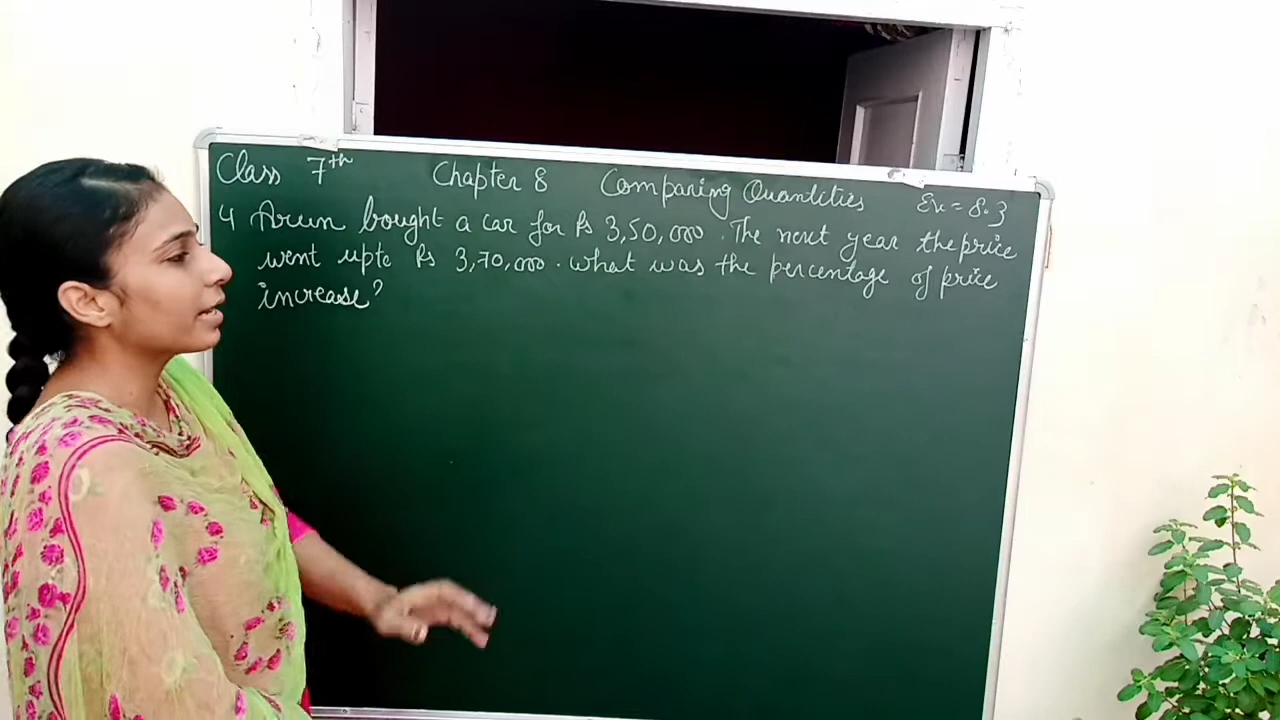 Class 7th Chapter 8 Comparing Quantities Ex = 8.3
4 Arun bought a car for Rs 3,50,000. The next year the price
went upto Rs 3,70,000. What was the percentage of price
increase?